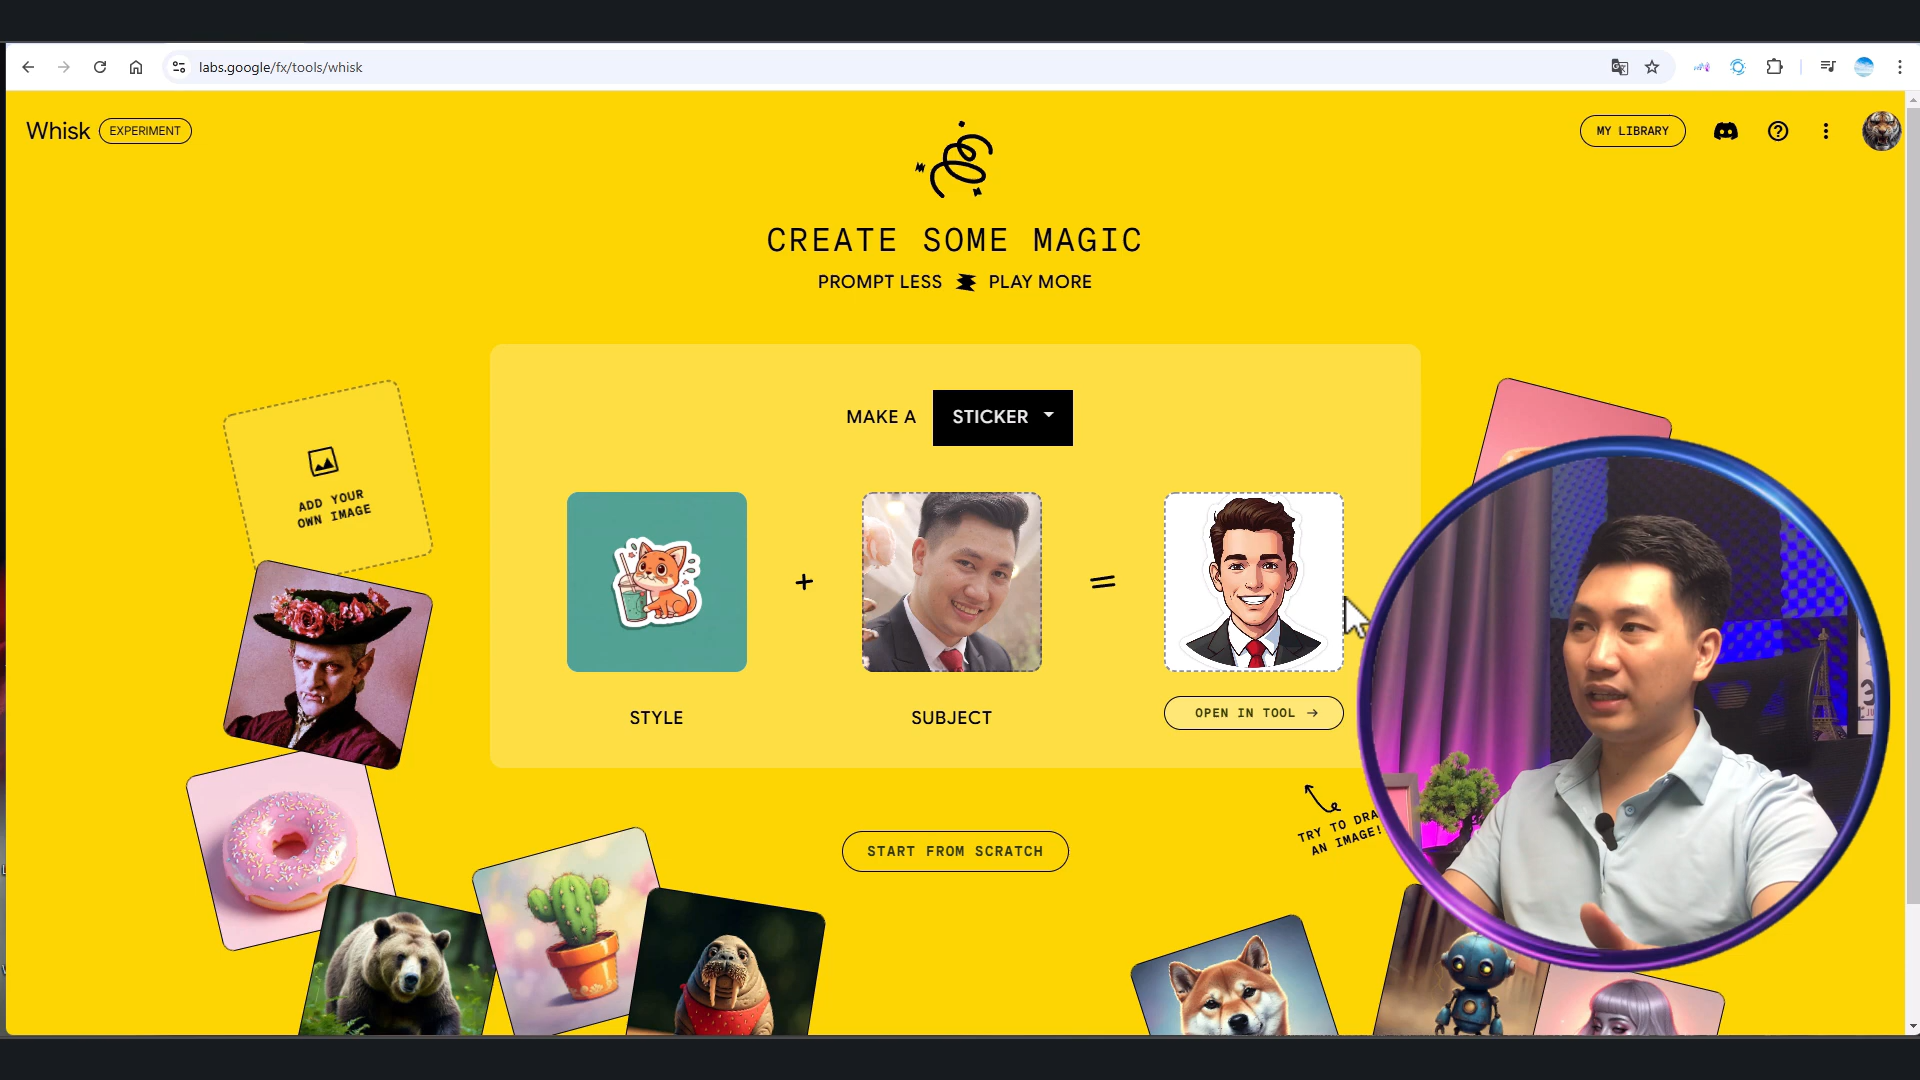 labs.google/fx/tools/whisk
Whisk EXPERIMENT
MY LIBRARY
CREATE SOME MAGIC
PROMPT LESS PLAY MORE
MAKE A STICKER
ADD YOUR
OWN IMAGE
+ =
STYLE
SUBJECT
OPEN IN TOOL →
TRY TO DRA
AN IMAGE!
START FROM SCRATCH